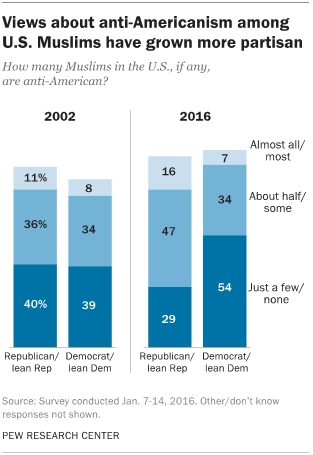 Views about anti-Americanism among
U.S. Muslims have grown more partisan
How many Muslims in the U.S., if any,
are anti-American?
2002
2016
Almost all/
most
11%
8
16
7
About half/
some
36%
34
47
34
Just a few/
none
40%
39
29
54
Republican/
lean Rep
Democrat/
lean Dem
Republican/
lean Rep
Democrat/
lean Dem
Source: Survey conducted Jan. 7-14, 2016. Other/don't know
responses not shown.
PEW RESEARCH CENTER